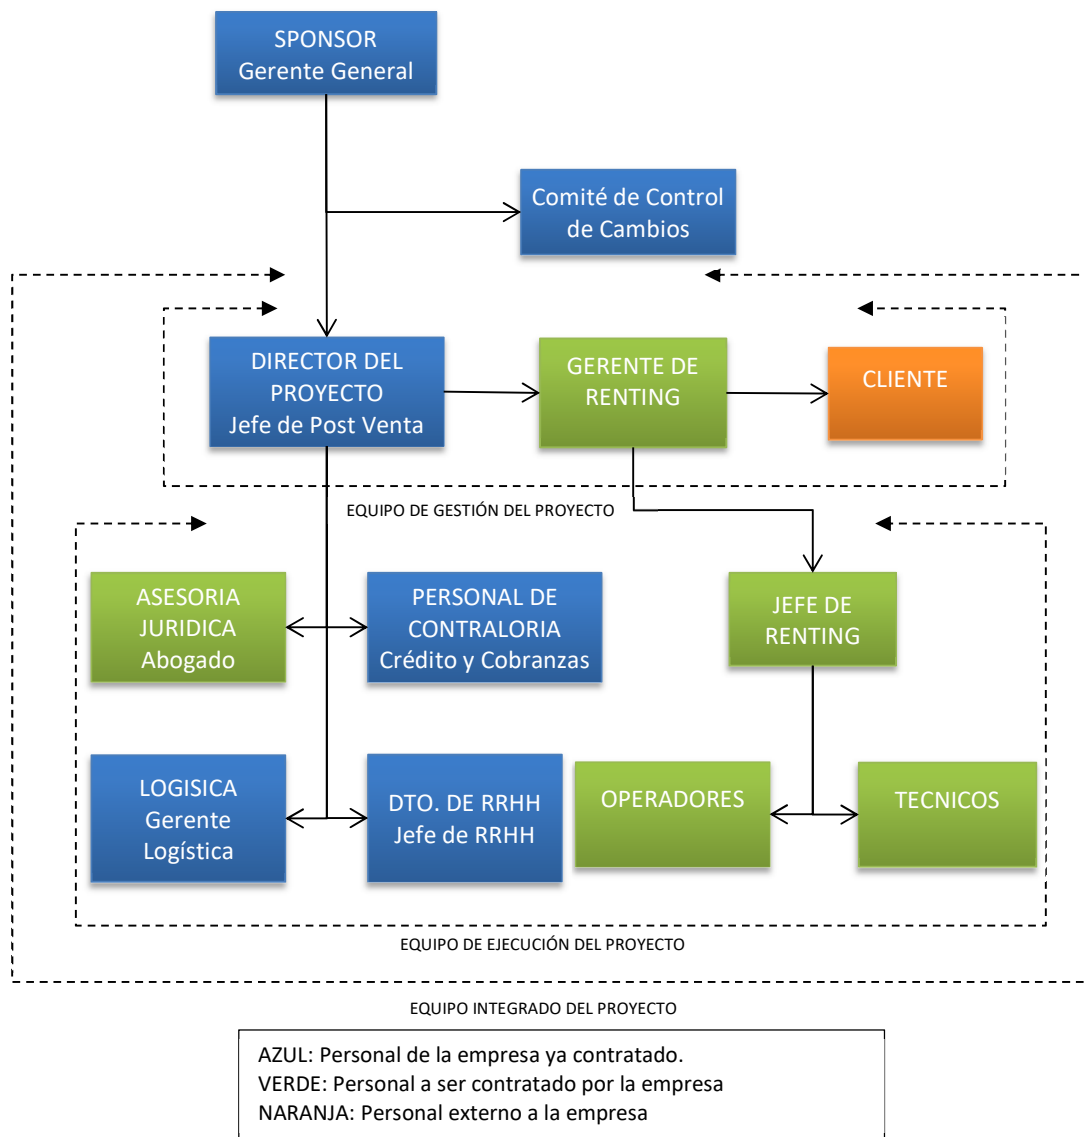 SPONSOR
Gerente General
Comité de Control
de Cambios
DIRECTOR DEL
PROYECTO
Jefe de Post Venta
GERENTE DE
RENTING
CLIENTE
EQUIPO DE GESTIÓN DEL PROYECTO
ASESORIA
JURIDICA
Abogado
PERSONAL DE
CONTRALORIA
Crédito y Cobranzas
JEFE DE
RENTING
LOGISICA
Gerente
Logística
DTO. DE RRHH
Jefe de RRHH
OPERADORES
TECNICOS
EQUIPO DE EJECUCIÓN DEL PROYECTO
EQUIPO INTEGRADO DEL PROYECTO
AZUL: Personal de la empresa ya contratado.
VERDE: Personal a ser contratado por la empresa
NARANJA: Personal externo a la empresa